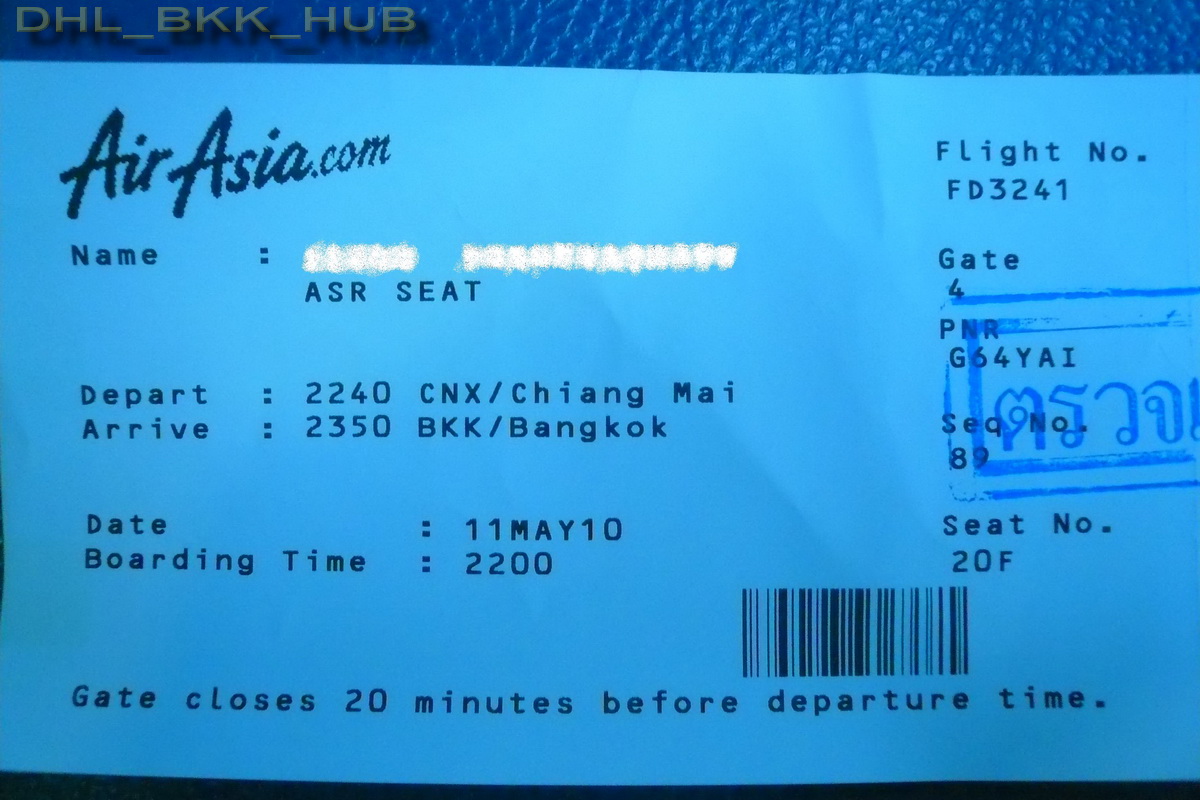 DHL_BKK_HUB
AirAsia.com
Name :
ASR SEAT
Depart : 2240 CNX/Chiang Mai
Arrive : 2350 BKK/Bangkok
Date : 11MAY10
Boarding Time : 2200
Gate closes 20 minutes before departure time.
Flight No.
FD3241
Gate
4
PNR
G64YAI
Seq No.
89
Seat No.
20F